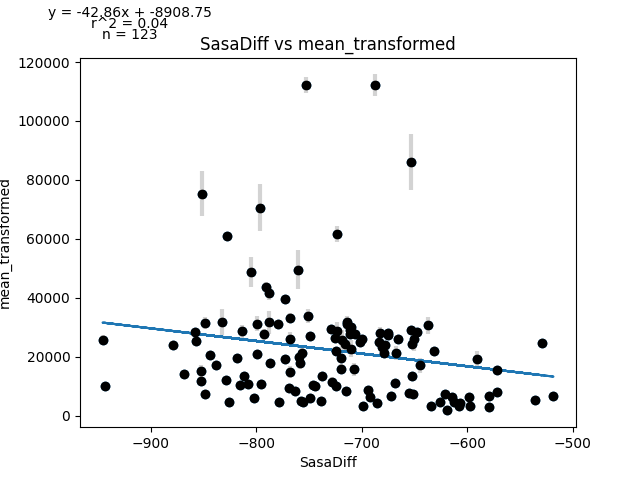 y = -42.86x + -8908.75
r^2 = 0.04
n = 123
SasaDiff vs mean_transformed
120000
100000
80000
60000
40000
20000
0
mean_transformed
−900
−800
−700
−600
−500
SasaDiff